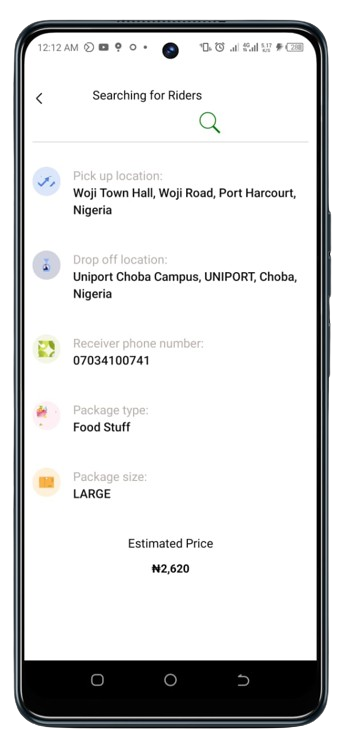 12:12 AM
Searching for Riders
Pick up location:
Woji Town Hall, Woji Road, Port Harcourt,
Nigeria
Drop off location:
Uniport Choba Campus, UNIPORT, Choba,
Nigeria
Receiver phone number:
07034100741
Package type:
Food Stuff
Package size:
LARGE
Estimated Price
₦2,620